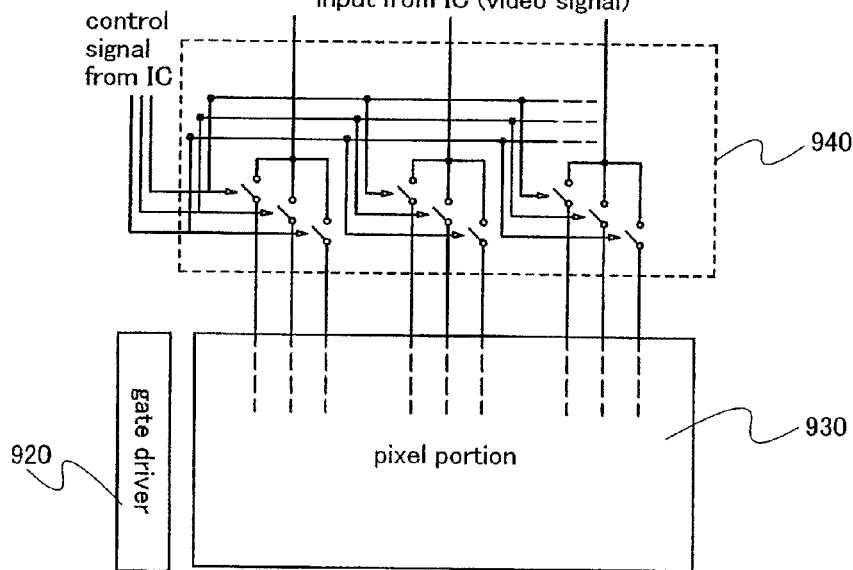 input from IC (video signal)
control
signal
from IC
940
gate driver
920
pixel portion
930